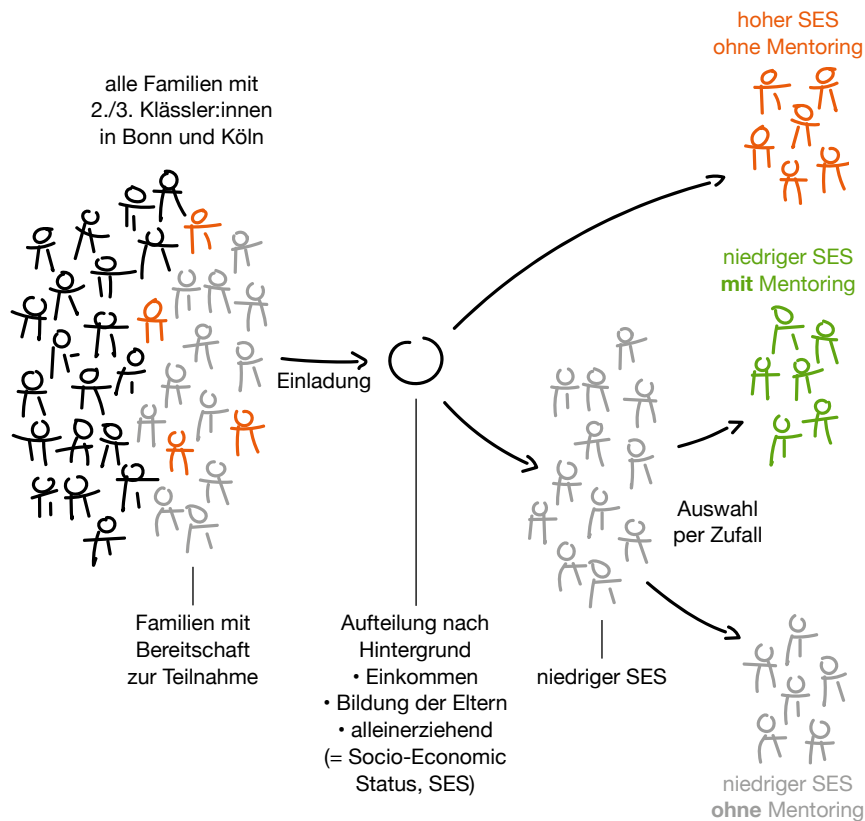 hoher SES
ohne Mentoring
alle Familien mit
2./3. Klässler:innen
in Bonn und Köln
niedriger SES
mit Mentoring
Einladung
Auswahl
per Zufall
Familien mit
Bereitschaft
zur Teilnahme
Aufteilung nach
Hintergrund
• Einkommen
• Bildung der Eltern
• alleinerziehend
(= Socio-Economic
Status, SES)
niedriger SES
niedriger SES
ohne Mentoring